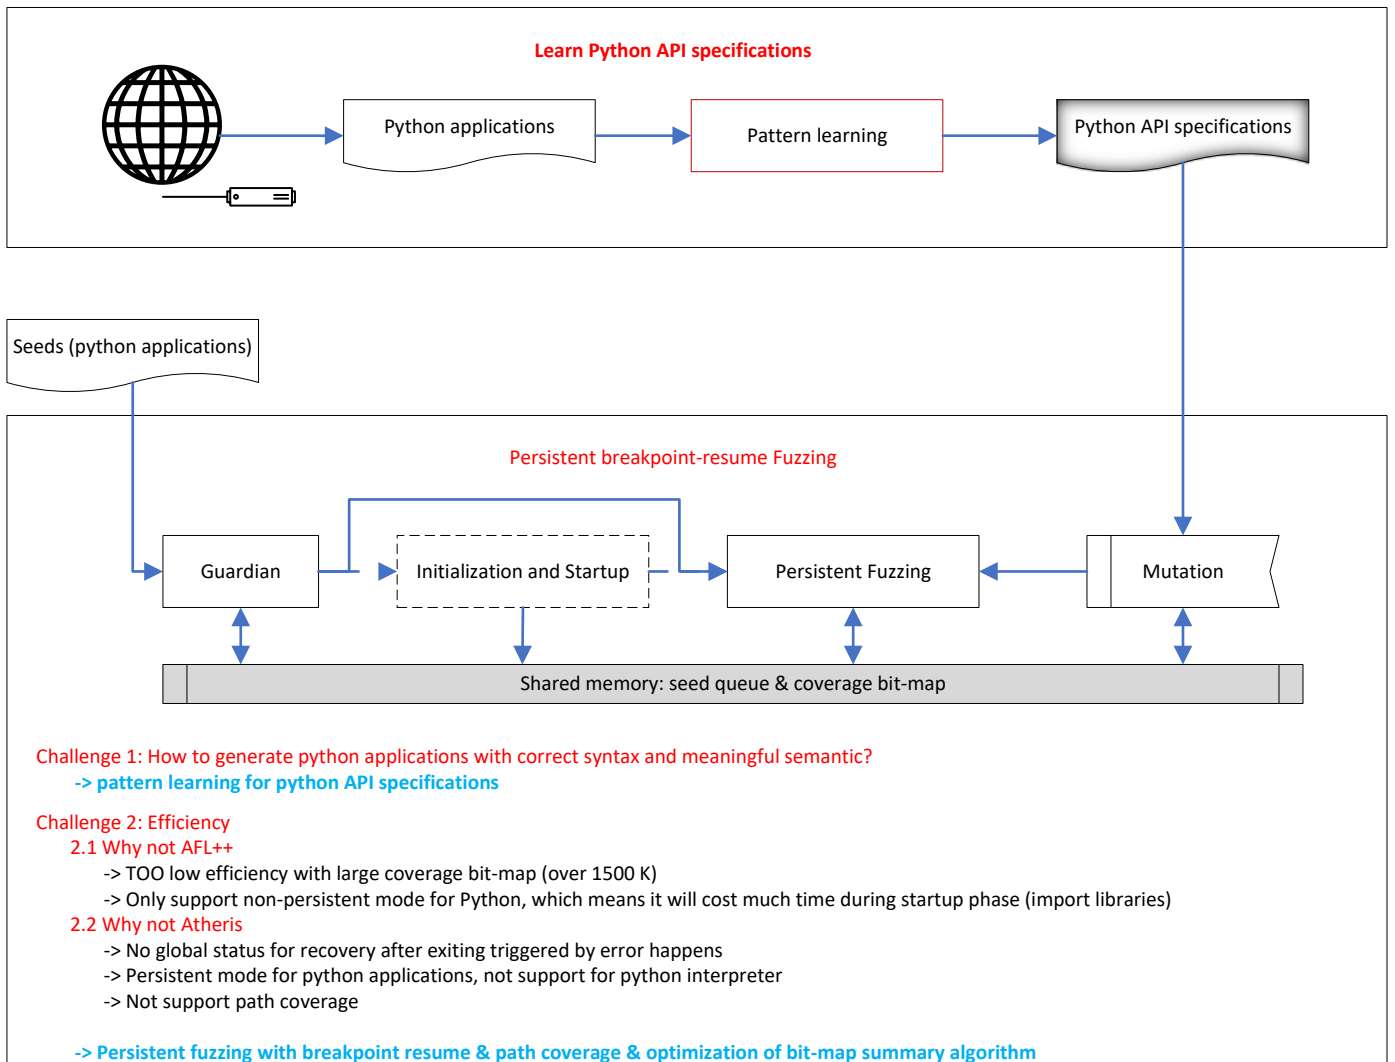 Learn Python API specifications
Python applications
Pattern learning
Python API specifications
Seeds (python applications)
Persistent breakpoint-resume Fuzzing
Guardian
Initialization and Startup
Persistent Fuzzing
Mutation
Shared memory: seed queue & coverage bit-map
Challenge 1: How to generate python applications with correct syntax and meaningful semantic?
-> pattern learning for python API specifications
Challenge 2: Efficiency
2.1 Why not AFL++
-> TOO low efficiency with large coverage bit-map (over 1500 K)
-> Only support non-persistent mode for Python, which means it will cost much time during startup phase (import libraries)
2.2 Why not Atheris
-> No global status for recovery after exiting triggered by error happens
-> Persistent mode for python applications, not support for python interpreter
-> Not support path coverage
-> Persistent fuzzing with breakpoint resume & path coverage & optimization of bit-map summary algorithm